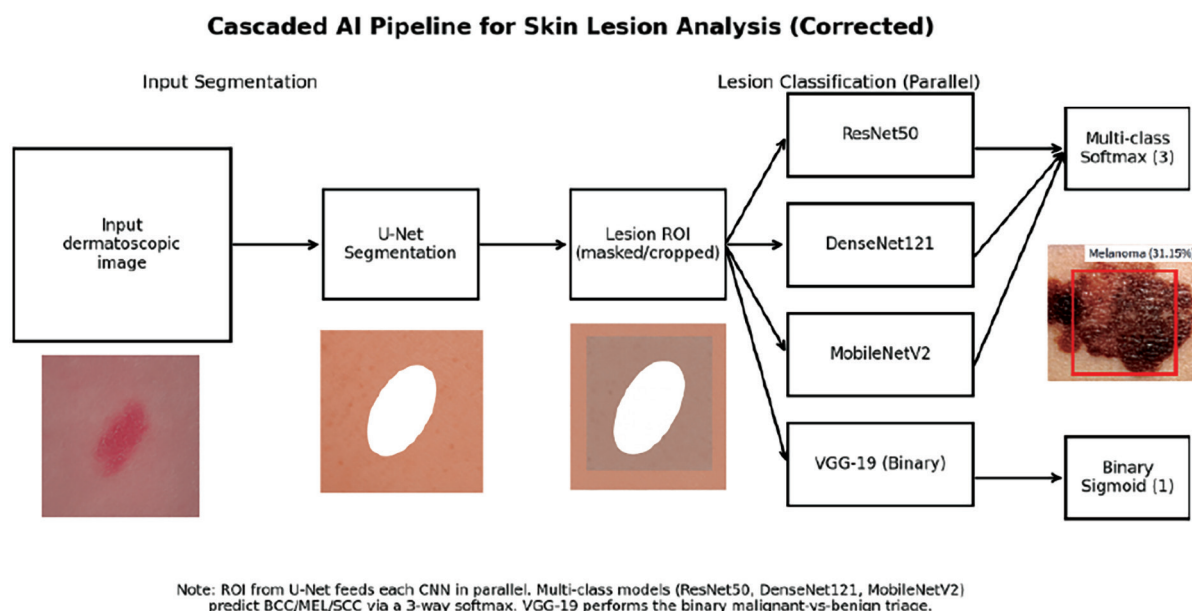 Cascaded AI Pipeline for Skin Lesion Analysis (Corrected)
Input Segmentation
Lesion Classification (Parallel)
Input
dermatoscopic
image
U-Net
Segmentation
Lesion ROI
(masked/cropped)
ResNet50
DenseNet121
MobileNetV2
VGG-19 (Binary)
Multi-class
Softmax (3)
Melanoma (31.15%)
Binary
Sigmoid (1)
Note: ROI from U-Net feeds each CNN in parallel. Multi-class models (ResNet50, DenseNet121, MobileNetV2)
predict BCC/MEL/SCC via a 3-way softmax. VGG-19 performs the binary malignant-vs-benign triage.